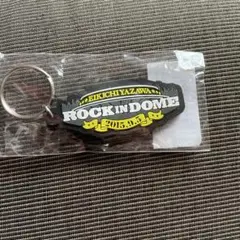 EIKICHI YAZAWA
ROCK IN DOME
2015.9.5